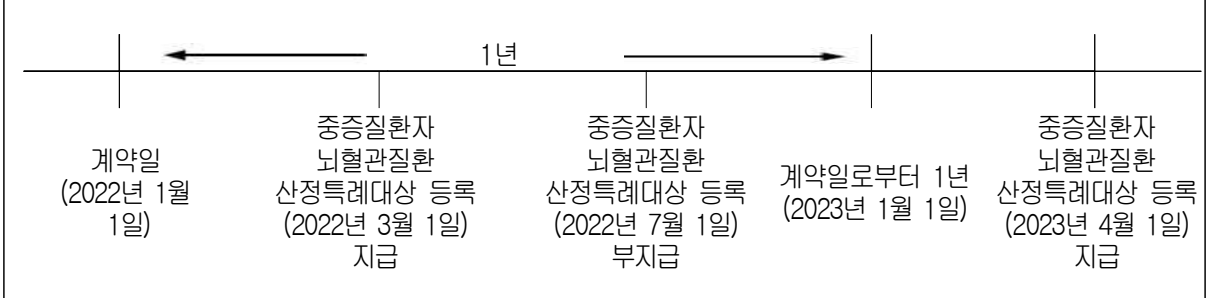 1년
계약일
(2022년 1월
1일)
중증질환자
뇌혈관질환
산정특례대상 등록
(2022년 3월 1일)
지급
중증질환자
뇌혈관질환
산정특례대상 등록
(2022년 7월 1일)
부지급
계약일로부터 1년
(2023년 1월 1일)
중증질환자
뇌혈관질환
산정특례대상 등록
(2023년 4월 1일)
지급